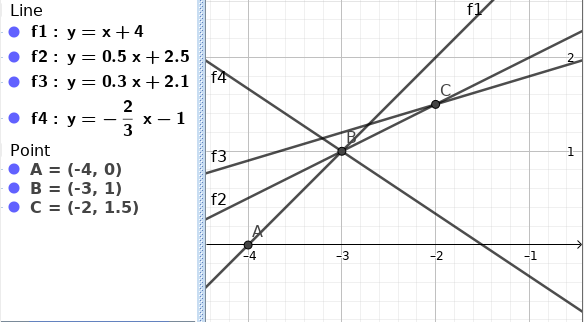 Line
f1 : y = x + 4
f2 : y = 0.5 x + 2.5
f3 : y = 0.3 x + 2.1
f4 : y = − 2/3 x − 1
Point
A = (-4, 0)
B = (-3, 1)
C = (-2, 1.5)
f1
2
f4
C
B
1
f3
f2
A
–4 –3 –2 –1